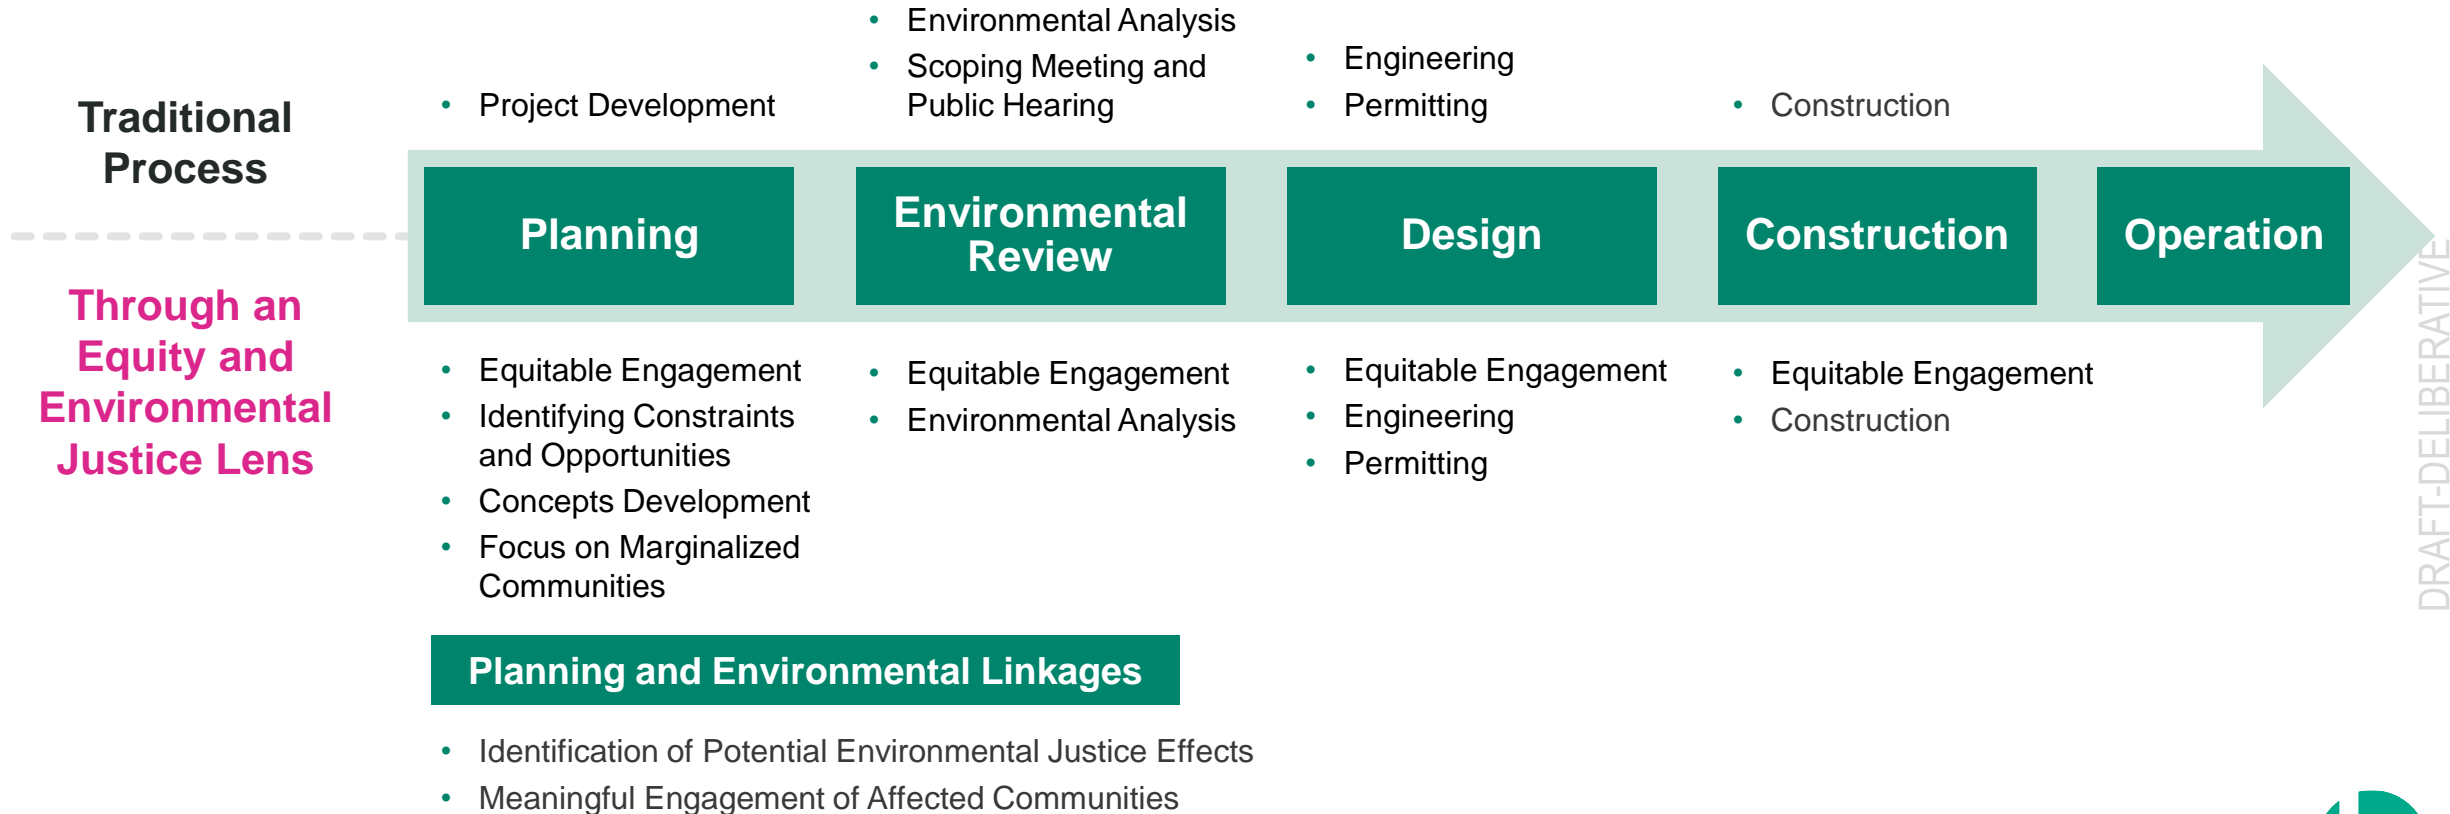 Traditional
Process
• Project Development
• Environmental Analysis
• Scoping Meeting and
Public Hearing
• Engineering
• Permitting
• Construction
Planning
Environmental
Review
Design
Construction
Operation
Through an
Equity and
Environmental
Justice Lens
• Equitable Engagement
• Identifying Constraints
and Opportunities
• Concepts Development
• Focus on Marginalized
Communities
• Equitable Engagement
• Environmental Analysis
• Equitable Engagement
• Engineering
• Permitting
• Equitable Engagement
• Construction
Planning and Environmental Linkages
• Identification of Potential Environmental Justice Effects
• Meaningful Engagement of Affected Communities
DRAFT-DELIBERATIVE